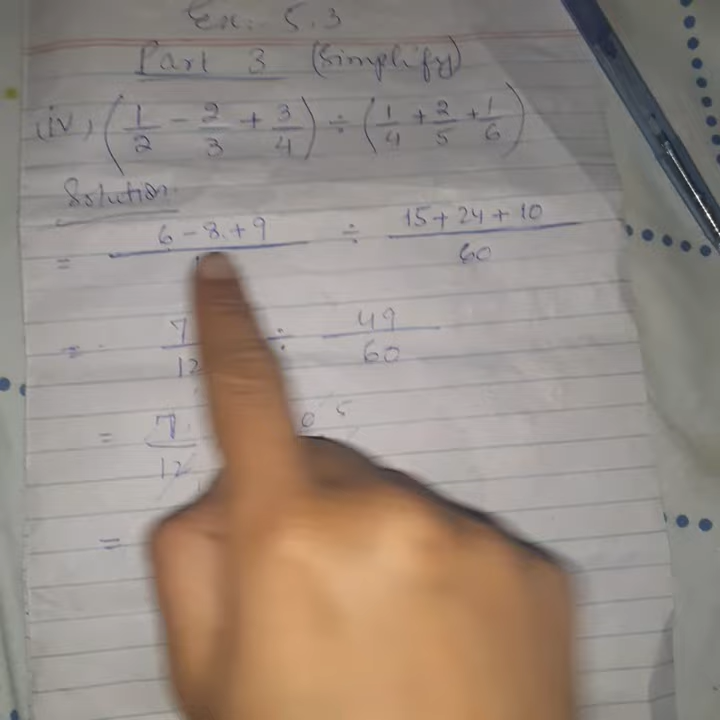 Ex. 5.3
Part 3 (Simplify)
(iv) (1/2 - 2/3 + 3/4) ÷ (1/4 + 2/5 + 1/6)
Solution
= 6-8+9 ÷ 15+24+10/60
= 7/12 ÷ 49/60
= 7/12 5
=